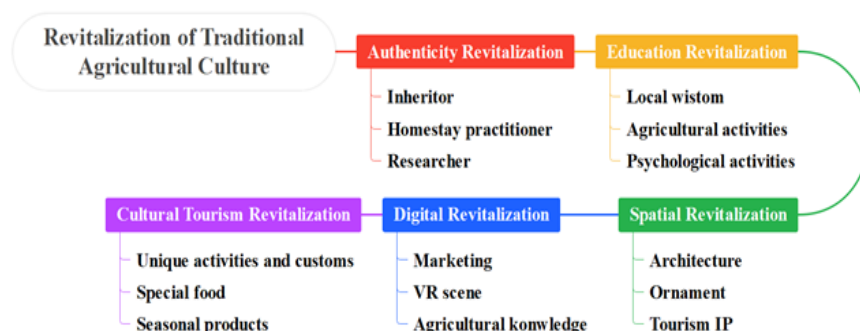 Revitalization of Traditional
Agricultural Culture
Authenticity Revitalization
Inheritor
Homestay practitioner
Researcher
Education Revitalization
Local wistom
Agricultural activities
Psychological activities
Spatial Revitalization
Architecture
Ornament
Tourism IP
Digital Revitalization
Marketing
VR scene
Agricultural konwledge
Cultural Tourism Revitalization
Unique activities and customs
Special food
Seasonal products